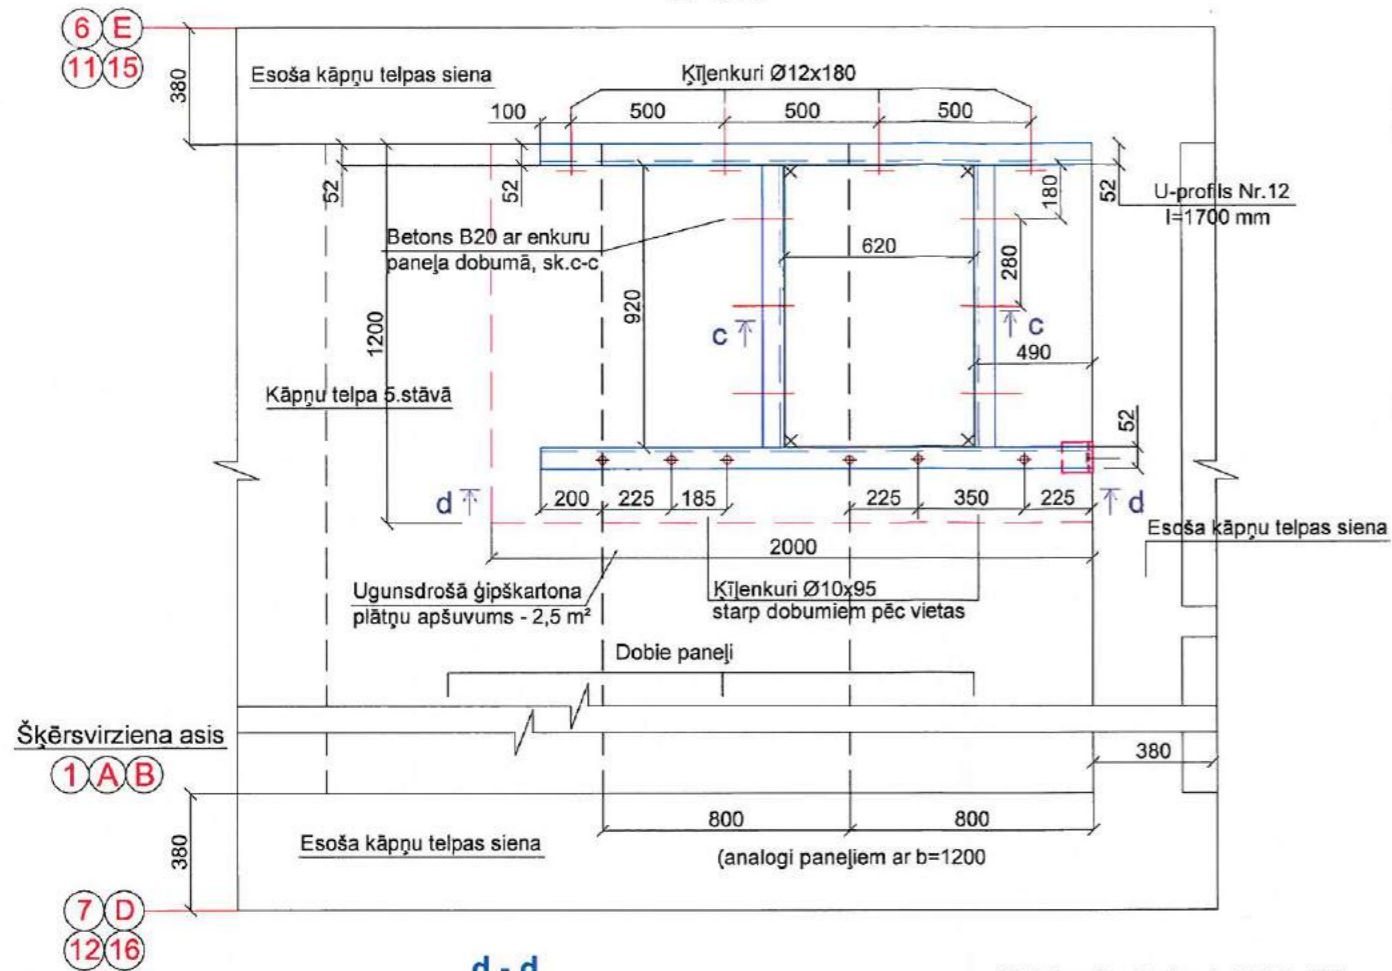 6 E
11 15
380
Esoša kāpņu telpas siena
Ķīļenkuri Ø12x180
100
500
500
500
52
52
180
52
U-profils Nr.12
l=1700 mm
Betons B20 ar enkuru
paneļa dobumā, sk.c-c
620
280
920
1200
c
c
490
Kāpņu telpa 5.stāvā
52
d
200
225
185
225
350
225
d
Esoša kāpņu telpas siena
2000
Ugunsdrošā ģipškartona
plātņu apšuvums - 2,5 m²
Ķīļenkuri Ø10x95
starp dobumiem pēc vietas
Dobie paneļi
Šķērsvirziena asis
1 A B
380
800
800
380
Esoša kāpņu telpas siena
(analogi paneļiem ar b=1200
7 D
12 16
d - d